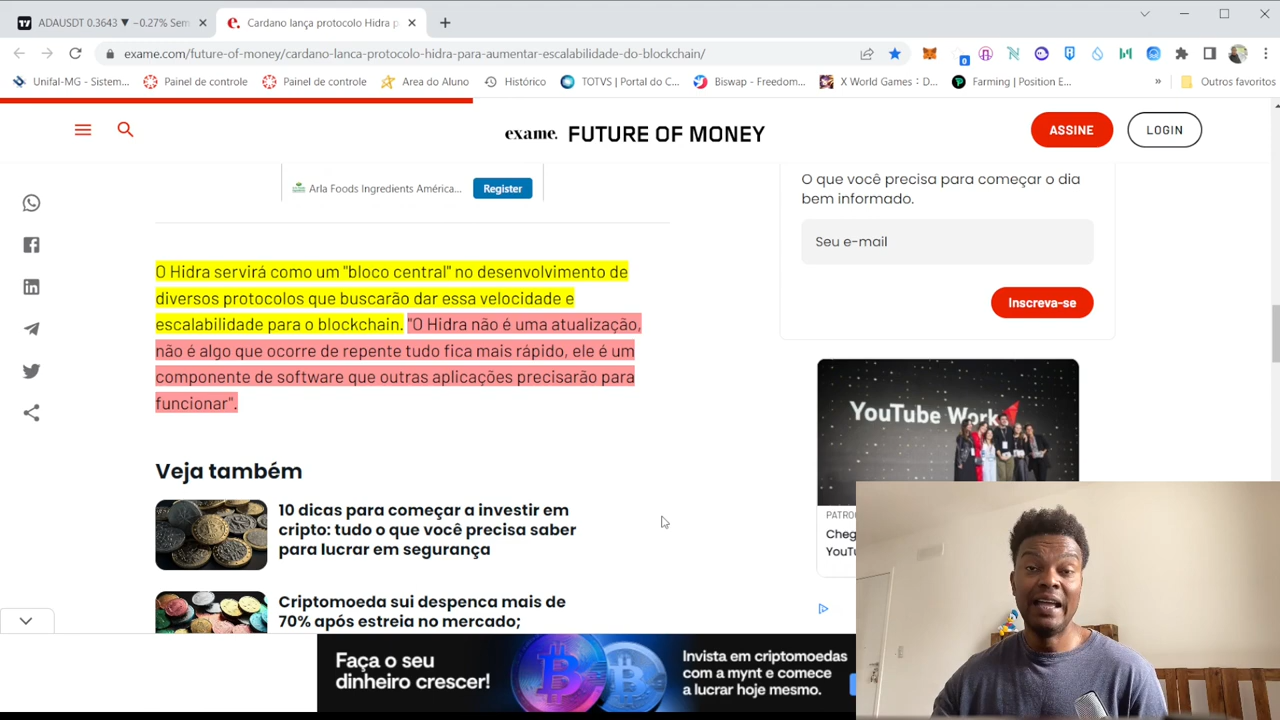 ADAUSDT 0.3643 ▼ −0.27% Sem
Cardano lança protocolo Hidra p
exame.com/future-of-money/cardano-lanca-protocolo-hidra-para-aumentar-escalabilidade-do-blockchain/
0
Unifal-MG - Sistem...
Painel de controle
Painel de controle
Area do Aluno
Histórico
TOTVS | Portal do C...
Biswap - Freedom...
X World Games : D...
Farming | Position E...
»
Outros favoritos
exame. FUTURE OF MONEY
ASSINE
LOGIN
Arla Foods Ingredients América...
Register
O que você precisa para começar o dia
bem informado.
Seu e-mail
Inscreva-se
O Hidra servirá como um "bloco central" no desenvolvimento de
diversos protocolos que buscarão dar essa velocidade e
escalabilidade para o blockchain. "O Hidra não é uma atualização,
não é algo que ocorre de repente tudo fica mais rápido, ele é um
componente de software que outras aplicações precisarão para
funcionar".
YouTube Work
PATRO
Cheg
YouTu
Veja também
10 dicas para começar a investir em
cripto: tudo o que você precisa saber
para lucrar em segurança
Criptomoeda sui despenca mais de
70% após estreia no mercado;
Faça o seu
dinheiro crescer!
Invista em criptomoedas
com a mynt e comece
a lucrar hoje mesmo.